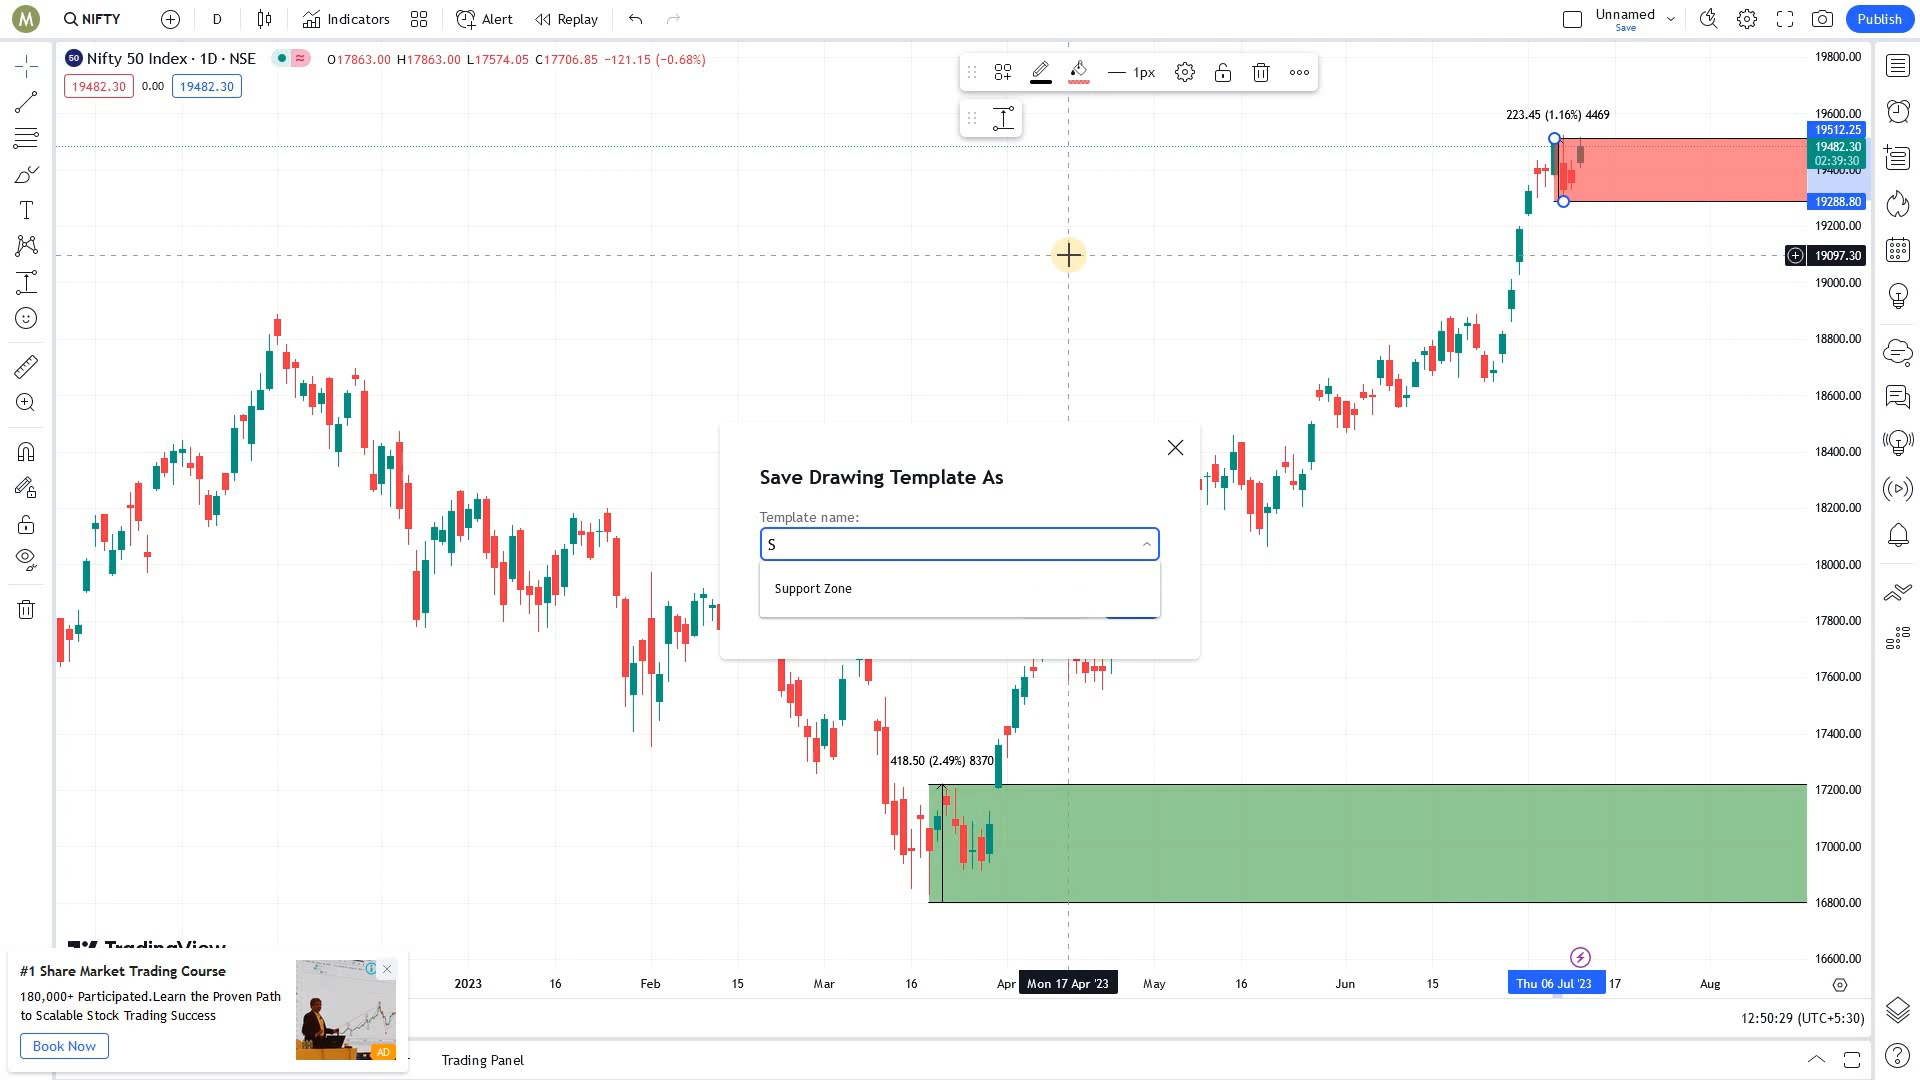 M
NIFTY
D
Indicators
Alert
Replay
Unnamed
Save
Publish
50
Nifty 50 Index · 1D · NSE
O17863.00 H17863.00 L17574.05 C17706.85 −121.15 (−0.68%)
19482.30
0.00
19482.30
1px
223.45 (1.16%) 4469
19800.00
19600.00
19512.25
19482.30
02:39:30
19400.00
19288.80
19200.00
19097.30
19000.00
18800.00
18600.00
18400.00
18200.00
18000.00
17800.00
17600.00
17400.00
17200.00
17000.00
16800.00
16600.00
Save Drawing Template As
Template name:
S
Support Zone
418.50 (2.49%) 8370
TradingView
2023
16
Feb
15
Mar
16
Apr
Mon 17 Apr '23
May
16
Jun
15
Thu 06 Jul '23
17
Aug
#1 Share Market Trading Course
180,000+ Participated.Learn the Proven Path
to Scalable Stock Trading Success
Book Now
AD
12:50:29 (UTC+5:30)
Trading Panel